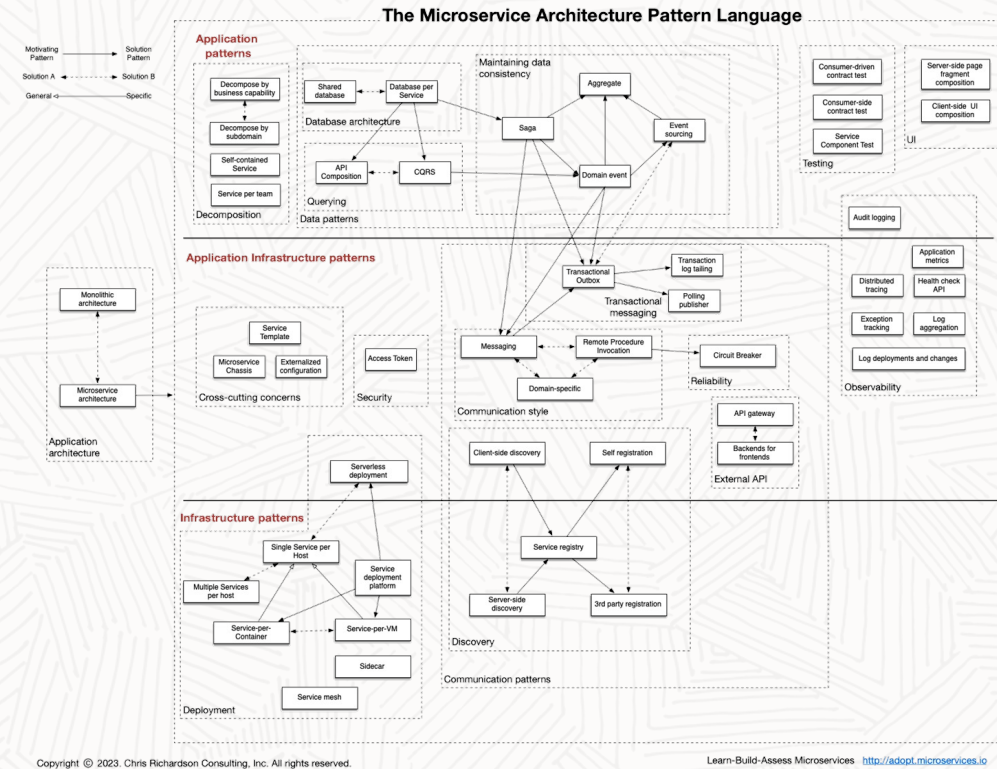 The Microservice Architecture Pattern Language
Motivating
Pattern
Solution
Pattern
Solution A
Solution B
General
Specific
Application
patterns
Decompose by
business capability
Decompose by
subdomain
Self-contained
Service
Service per team
Decomposition
Shared
database
Database per
Service
Database architecture
API
Composition
CQRS
Querying
Data patterns
Maintaining data
consistency
Aggregate
Saga
Event
sourcing
Domain event
Consumer-driven
contract test
Consumer-side
contract test
Service
Component Test
Testing
Server-side page
fragment
composition
Client-side UI
composition
UI
Audit logging
Application
metrics
Distributed
tracing
Health check
API
Exception
tracking
Log
aggregation
Log deployments and changes
Observability
Application Infrastructure patterns
Monolithic
architecture
Microservice
architecture
Application
architecture
Service
Template
Microservice
Chassis
Externalized
configuration
Cross-cutting concerns
Access Token
Security
Transactional
Outbox
Transaction
log tailing
Polling
publisher
Transactional
messaging
Messaging
Remote Procedure
Invocation
Domain-specific
Communication style
Circuit Breaker
Reliability
API gateway
Backends for
frontends
External API
Client-side discovery
Self registration
Service registry
Server-side
discovery
3rd party registration
Discovery
Communication patterns
Serverless
deployment
Infrastructure patterns
Single Service per
Host
Multiple Services
per host
Service
deployment
platform
Service-per-
Container
Service-per-VM
Sidecar
Service mesh
Deployment
Copyright © 2023. Chris Richardson Consulting, Inc. All rights reserved.
Learn-Build-Assess Microservices http://adopt.microservices.io